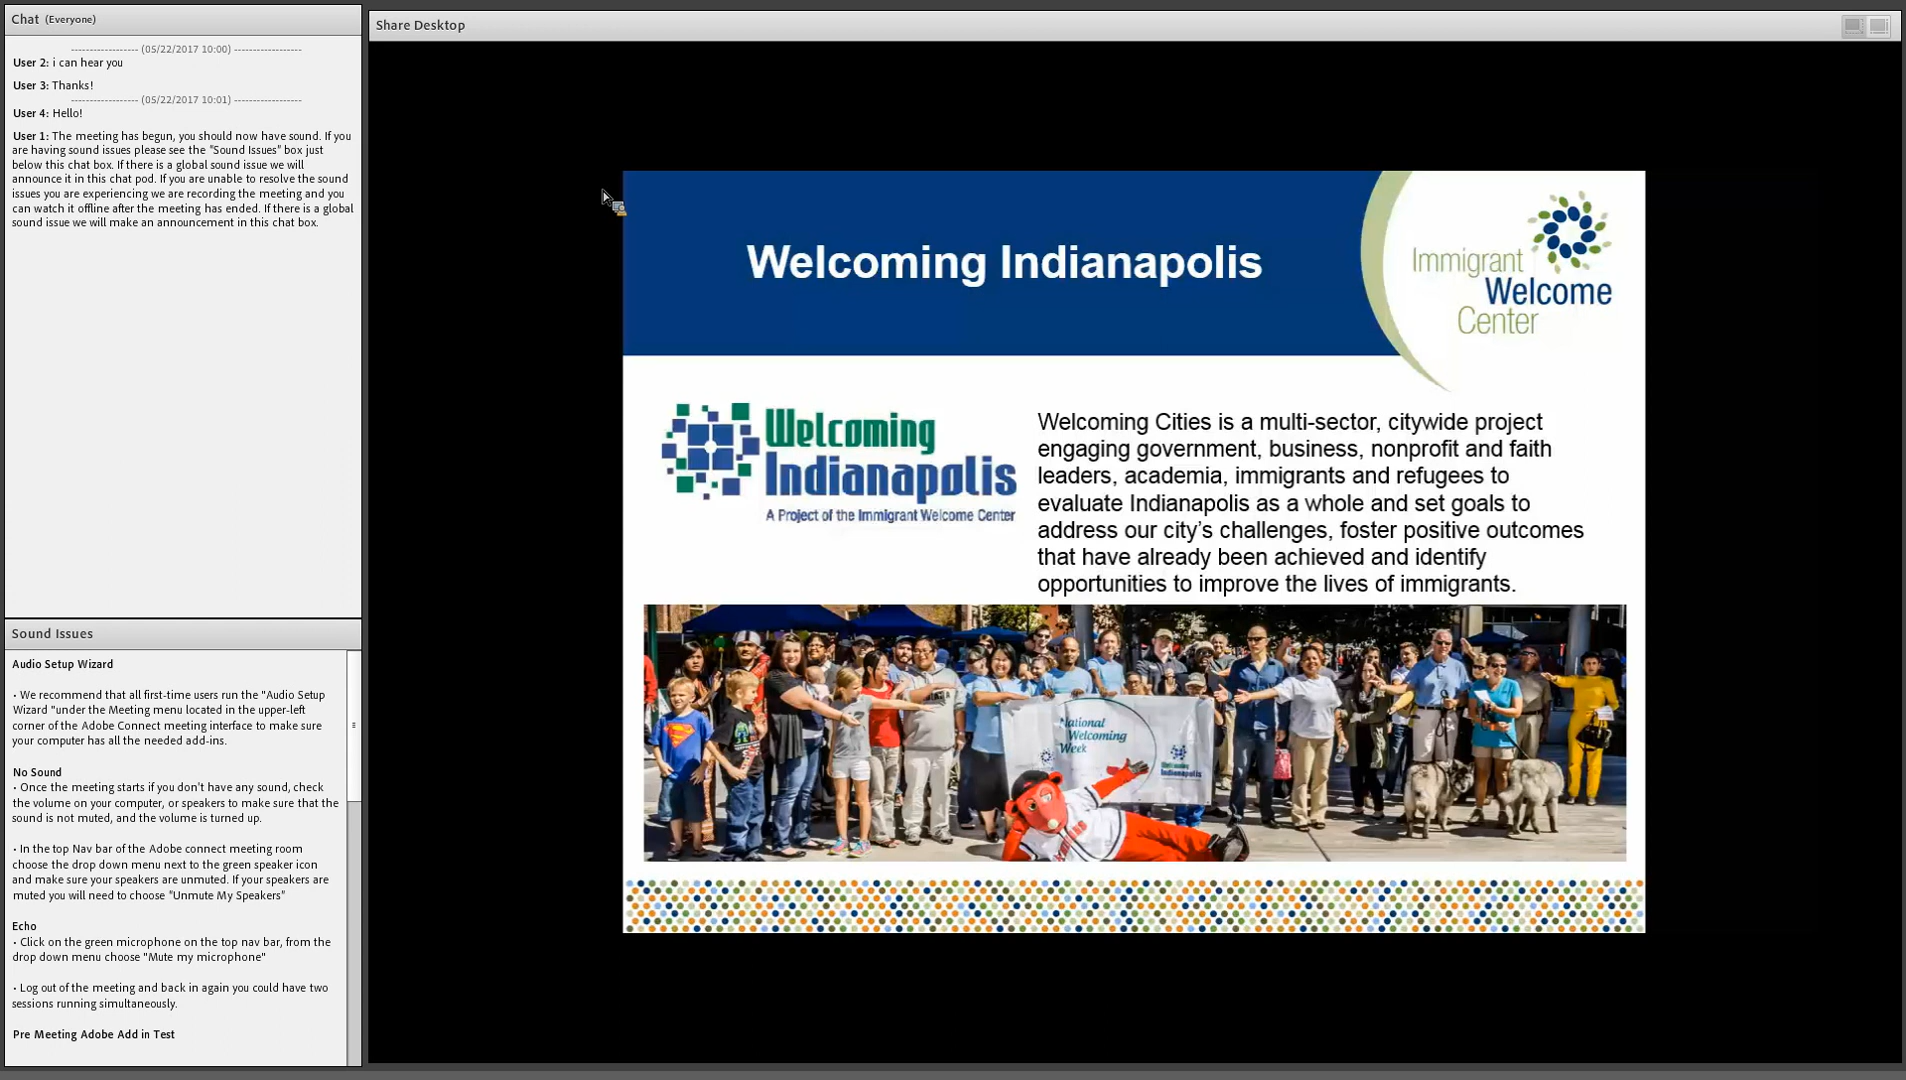 Chat (Everyone)
------------------ (05/22/2017 10:00) ------------------
User 2: i can hear you
User 3: Thanks!
------------------ (05/22/2017 10:01) ------------------
User 4: Hello!
User 1: The meeting has begun, you should now have sound. If you
are having sound issues please see the "Sound Issues" box just
below this chat box. If there is a global sound issue we will
announce it in this chat pod. If you are unable to resolve the sound
issues you are experiencing we are recording the meeting and you
can watch it offline after the meeting has ended. If there is a global
sound issue we will make an announcement in this chat box.
Sound Issues
Audio Setup Wizard
• We recommend that all first-time users run the "Audio Setup
Wizard "under the Meeting menu located in the upper-left
corner of the Adobe Connect meeting interface to make sure
your computer has all the needed add-ins.
No Sound
• Once the meeting starts if you don't have any sound, check
the volume on your computer, or speakers to make sure that the
sound is not muted, and the volume is turned up.
• In the top Nav bar of the Adobe connect meeting room
choose the drop down menu next to the green speaker icon
and make sure your speakers are unmuted. If your speakers are
muted you will need to choose "Unmute My Speakers"
Echo
• Click on the green microphone on the top nav bar, from the
drop down menu choose "Mute my microphone"
• Log out of the meeting and back in again you could have two
sessions running simultaneously.
Pre Meeting Adobe Add in Test
Share Desktop
Welcoming Indianapolis
Immigrant
Welcome
Center
Welcoming
Indianapolis
A Project of the Immigrant Welcome Center
Welcoming Cities is a multi-sector, citywide project
engaging government, business, nonprofit and faith
leaders, academia, immigrants and refugees to
evaluate Indianapolis as a whole and set goals to
address our city's challenges, foster positive outcomes
that have already been achieved and identify
opportunities to improve the lives of immigrants.
National
Welcoming
Week
Welcoming
Indianapolis